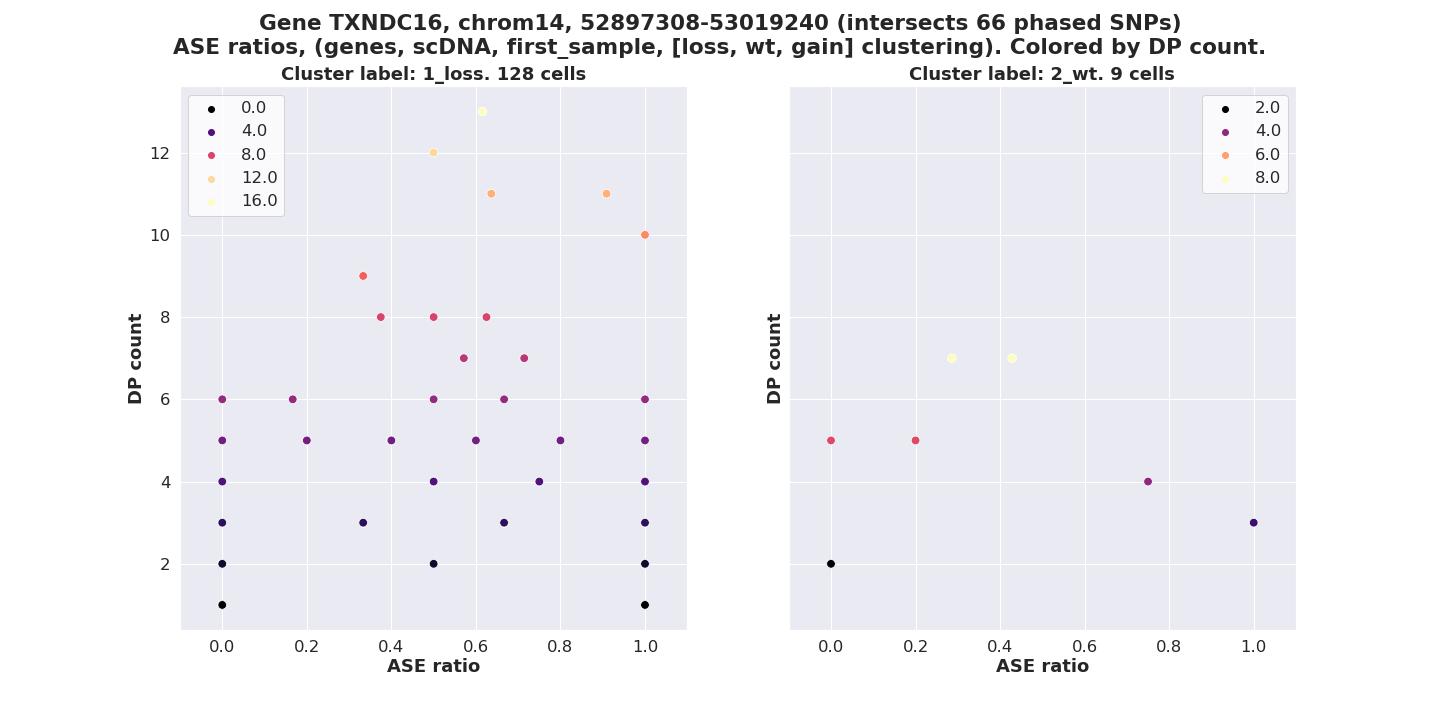 Gene TXNDC16, chrom14, 52897308-53019240 (intersects 66 phased SNPs)
ASE ratios, (genes, scDNA, first_sample, [loss, wt, gain] clustering). Colored by DP count.
Cluster label: 1_loss. 128 cells
0.0
4.0
8.0
12.0
16.0
DP count
12
10
8
6
4
2
0.0 0.2 0.4 0.6 0.8 1.0
ASE ratio
Cluster label: 2_wt. 9 cells
2.0
4.0
6.0
8.0
DP count
0.0 0.2 0.4 0.6 0.8 1.0
ASE ratio